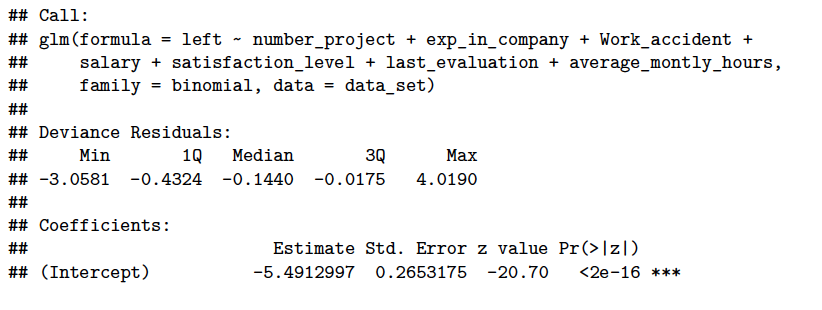 ## Call:
## glm(formula = left ~ number_project + exp_in_company + Work_accident +
##     salary + satisfaction_level + last_evaluation + average_montly_hours,
##     family = binomial, data = data_set)
##
## Deviance Residuals:
##     Min       1Q   Median       3Q      Max
## -3.0581  -0.4324  -0.1440  -0.0175   4.0190
##
## Coefficients:
##                        Estimate Std. Error z value Pr(>|z|)
## (Intercept)          -5.4912997  0.2653175  -20.70   <2e-16 ***